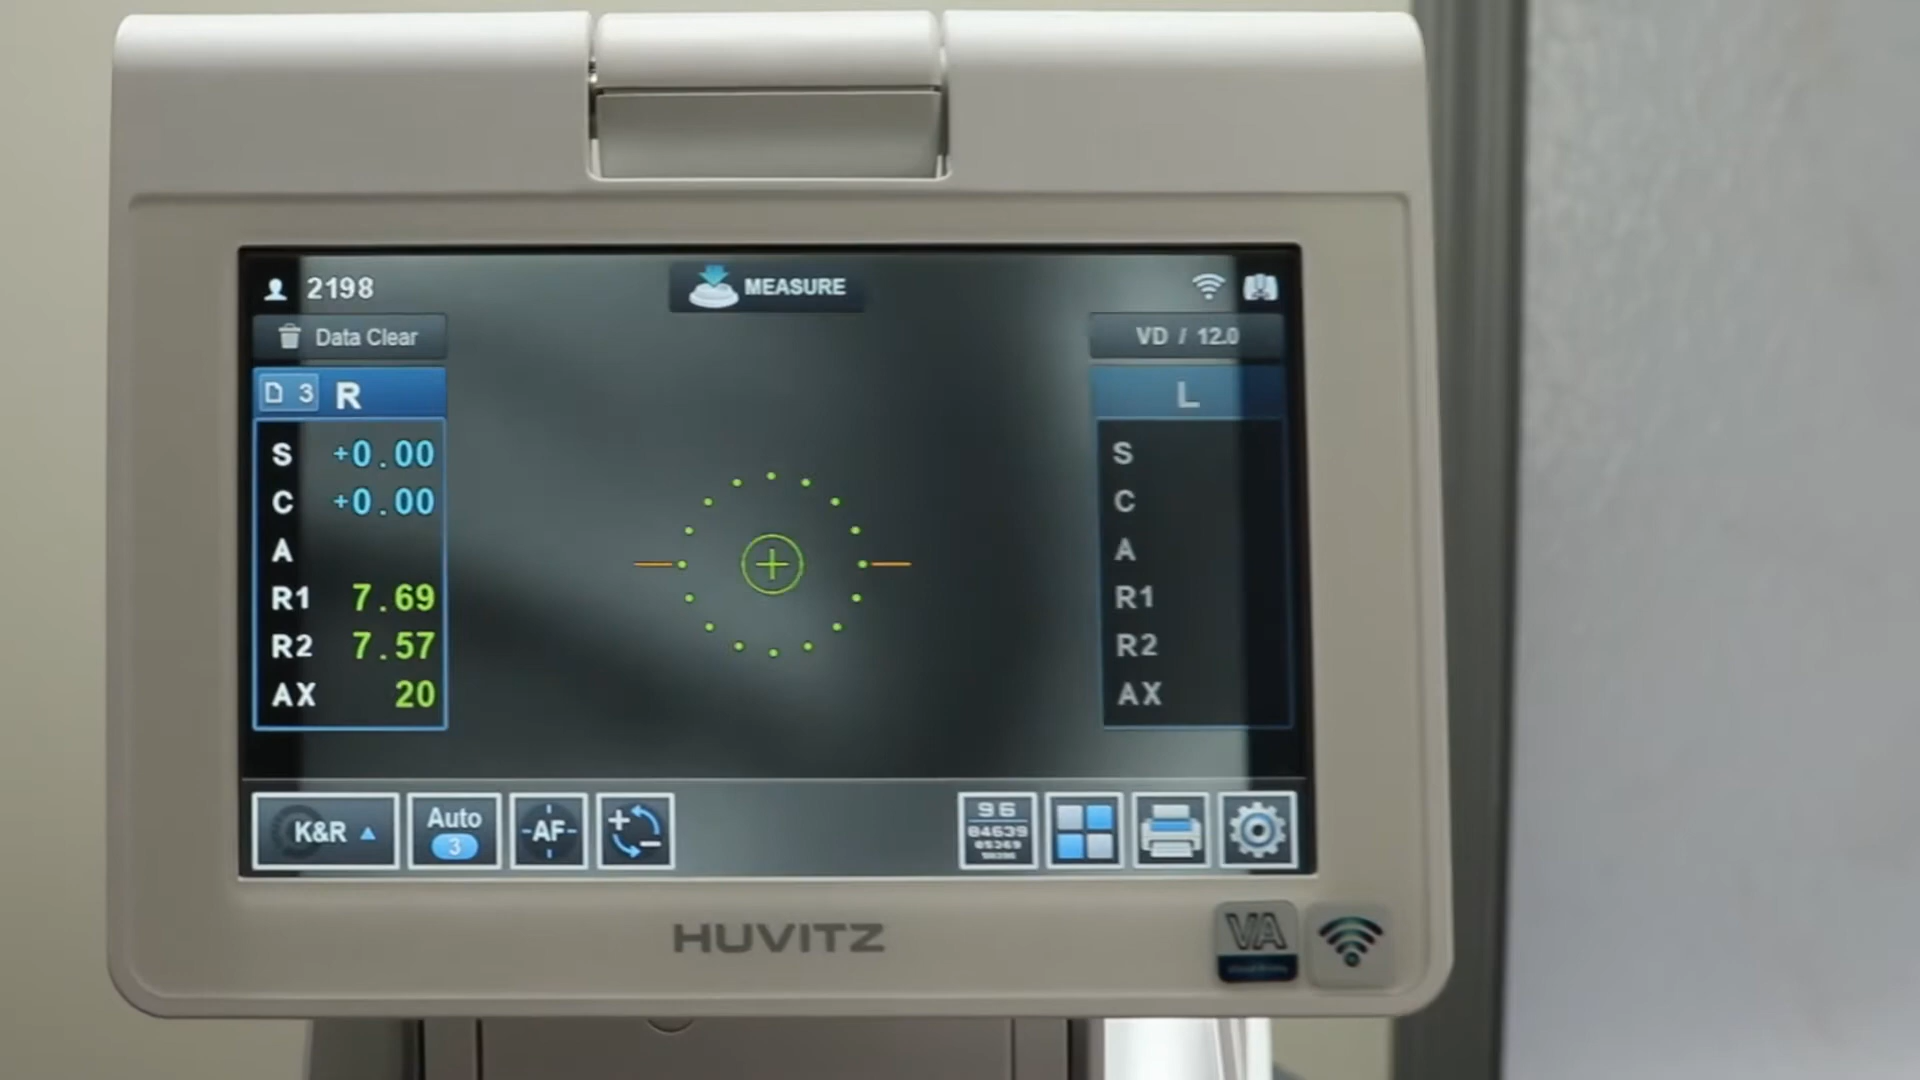 2198
MEASURE
Data Clear
VD / 12.0
3 R
L
S +0.00
C +0.00
A
R1 7.69
R2 7.57
AX 20
S
C
A
R1
R2
AX
K&R
Auto
3
-AF-
+
-
96
84639
HUVITZ
VA